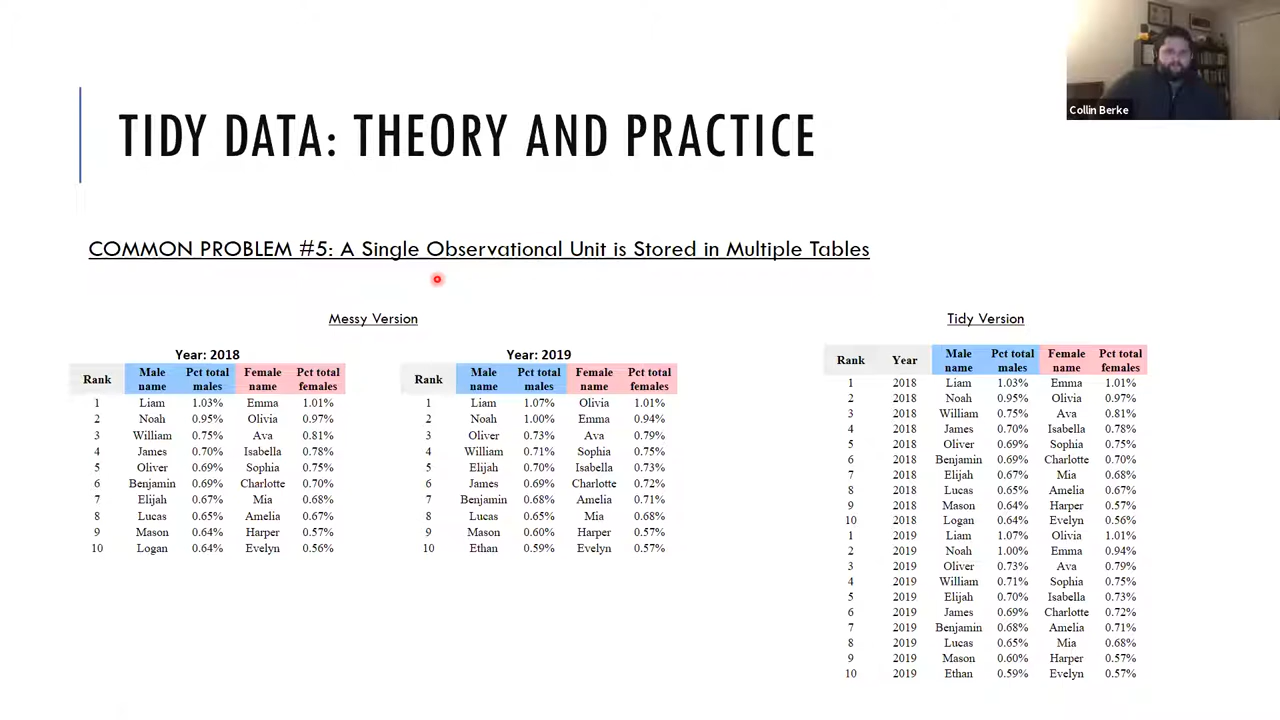 Collin Berke
TIDY DATA: THEORY AND PRACTICE
COMMON PROBLEM #5: A Single Observational Unit is Stored in Multiple Tables
Messy Version
Year: 2018
Rank Male name Pct total males Female name Pct total females
1 Liam 1.03% Emma 1.01%
2 Noah 0.95% Olivia 0.97%
3 William 0.75% Ava 0.81%
4 James 0.70% Isabella 0.78%
5 Oliver 0.69% Sophia 0.75%
6 Benjamin 0.69% Charlotte 0.70%
7 Elijah 0.67% Mia 0.68%
8 Lucas 0.65% Amelia 0.67%
9 Mason 0.64% Harper 0.57%
10 Logan 0.64% Evelyn 0.56%
Year: 2019
Rank Male name Pct total males Female name Pct total females
1 Liam 1.07% Olivia 1.01%
2 Noah 1.00% Emma 0.94%
3 Oliver 0.73% Ava 0.79%
4 William 0.71% Sophia 0.75%
5 Elijah 0.70% Isabella 0.73%
6 James 0.69% Charlotte 0.72%
7 Benjamin 0.68% Amelia 0.71%
8 Lucas 0.65% Mia 0.68%
9 Mason 0.60% Harper 0.57%
10 Ethan 0.59% Evelyn 0.57%
Tidy Version
Rank Year Male name Pct total males Female name Pct total females
1 2018 Liam 1.03% Emma 1.01%
2 2018 Noah 0.95% Olivia 0.97%
3 2018 William 0.75% Ava 0.81%
4 2018 James 0.70% Isabella 0.78%
5 2018 Oliver 0.69% Sophia 0.75%
6 2018 Benjamin 0.69% Charlotte 0.70%
7 2018 Elijah 0.67% Mia 0.68%
8 2018 Lucas 0.65% Amelia 0.67%
9 2018 Mason 0.64% Harper 0.57%
10 2018 Logan 0.64% Evelyn 0.56%
1 2019 Liam 1.07% Olivia 1.01%
2 2019 Noah 1.00% Emma 0.94%
3 2019 Oliver 0.73% Ava 0.79%
4 2019 William 0.71% Sophia 0.75%
5 2019 Elijah 0.70% Isabella 0.73%
6 2019 James 0.69% Charlotte 0.72%
7 2019 Benjamin 0.68% Amelia 0.71%
8 2019 Lucas 0.65% Mia 0.68%
9 2019 Mason 0.60% Harper 0.57%
10 2019 Ethan 0.59% Evelyn 0.57%